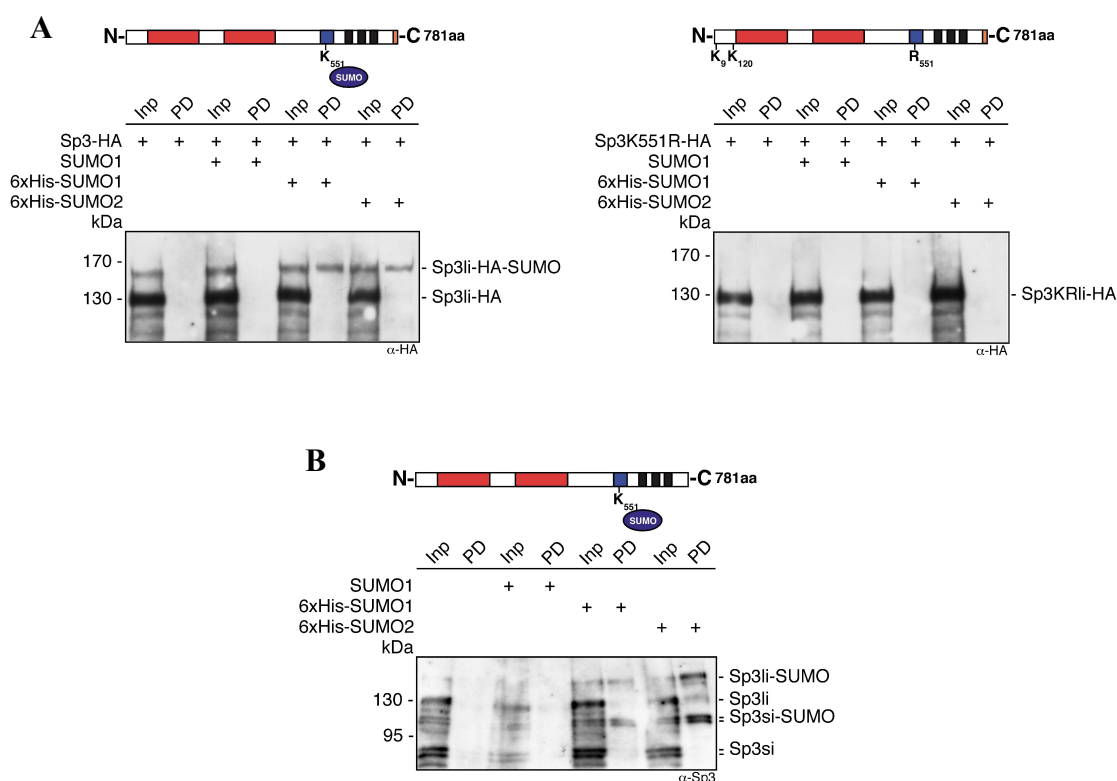 A
N- -C 781aa
K551
SUMO
Inp PD Inp PD Inp PD Inp PD
Sp3-HA + + + + + + + +
SUMO1 + +
6xHis-SUMO1 + +
6xHis-SUMO2 + +
kDa
170 -
130 -
- Sp3li-HA-SUMO
- Sp3li-HA
α-HA
N- -C 781aa
K9 K120 R551
Inp PD Inp PD Inp PD Inp PD
Sp3K551R-HA + + + + + + + +
SUMO1 + +
6xHis-SUMO1 + +
6xHis-SUMO2 + +
kDa
170 -
130 -
- Sp3KRli-HA
α-HA
B
N- -C 781aa
K551
SUMO
Inp PD Inp PD Inp PD Inp PD
SUMO1 + +
6xHis-SUMO1 + +
6xHis-SUMO2 + +
kDa
130 -
95 -
- Sp3li-SUMO
- Sp3li
= Sp3si-SUMO
= Sp3si
α-Sp3